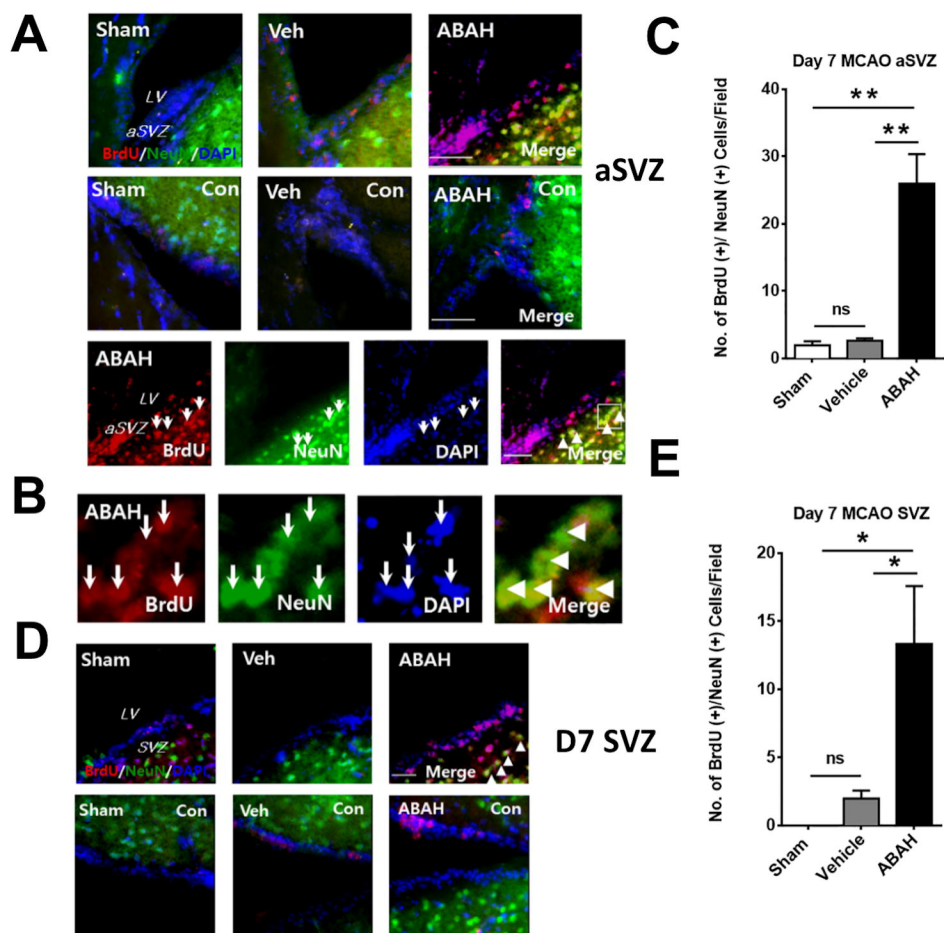 A
Sham
LV
aSVZ
BrdU/NeuN/DAPI
Veh
ABAH
Merge
aSVZ
Sham Con
Veh Con
ABAH Con
Merge
ABAH
LV
aSVZ
BrdU
NeuN
DAPI
Merge
B
ABAH
BrdU
NeuN
DAPI
Merge
D
Sham
LV
SVZ
BrdU/NeuN/DAPI
Veh
ABAH
Merge
D7 SVZ
Sham Con
Veh Con
ABAH Con
C
Day 7 MCAO aSVZ
No. of BrdU (+)/ NeuN (+) Cells/Field
40
30
20
10
0
**
**
ns
Sham
Vehicle
ABAH
E
Day 7 MCAO SVZ
No. of BrdU (+)/NeuN (+) Cells/Field
20
15
10
5
0
*
*
ns
Sham
Vehicle
ABAH